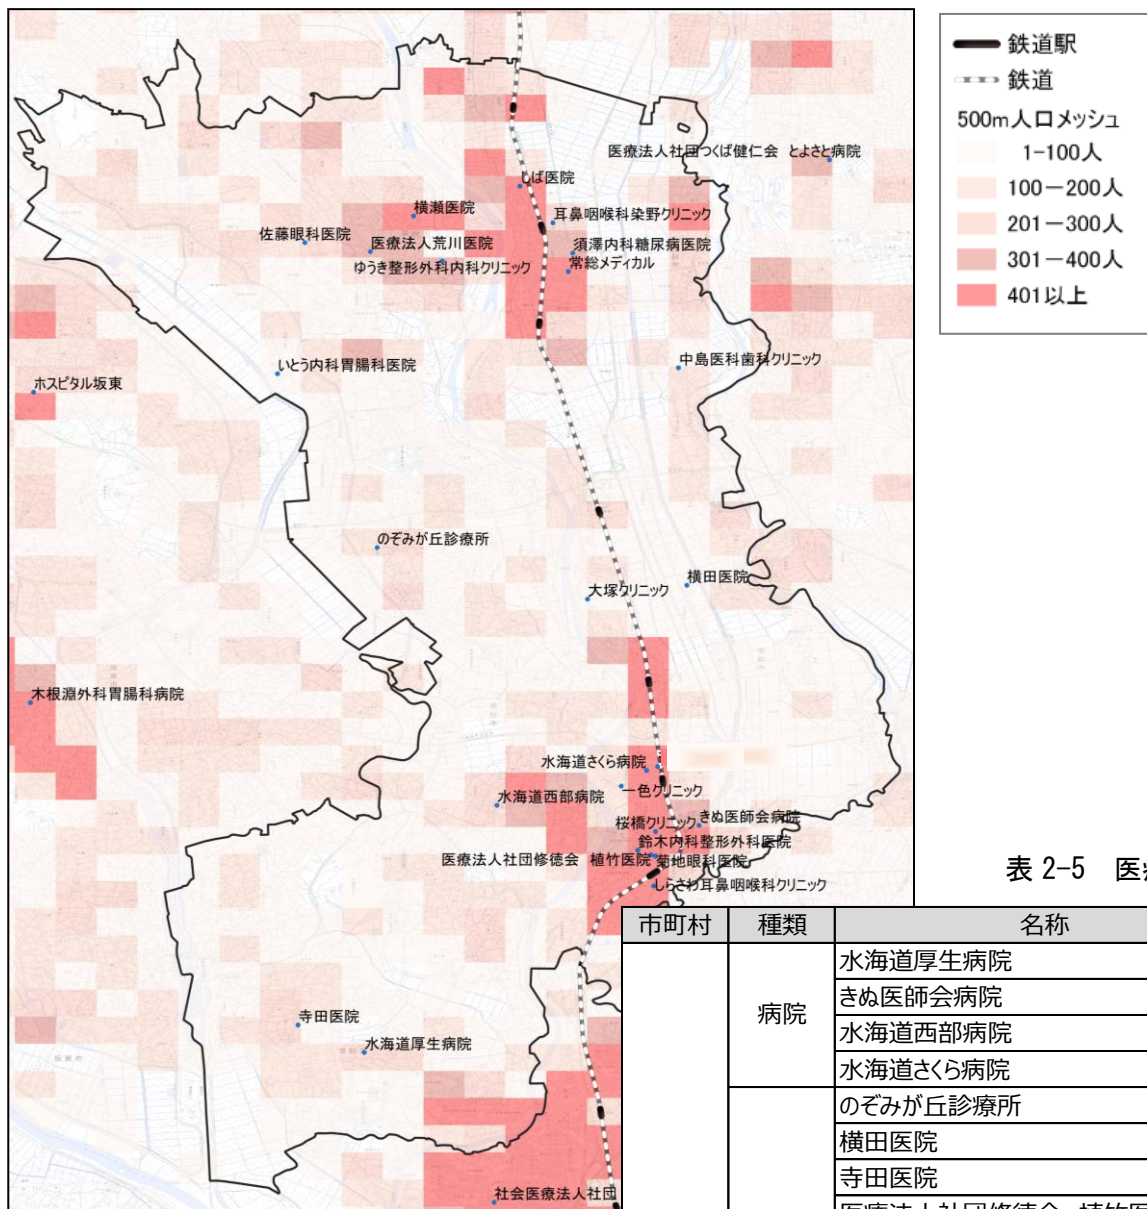 鉄道駅
鉄道
500m人口メッシュ
1-100人
100-200人
201-300人
301-400人
401以上
医療法人社団つくば健仁会 とよさと病院
しば医院
横瀬医院
耳鼻咽喉科染野クリニック
佐藤眼科医院
医療法人荒川医院
須澤内科糖尿病医院
ゆうき整形外科内科クリニック
常総メディカル
いとう内科胃腸科医院
中島医科歯科クリニック
ホスピタル坂東
のぞみが丘診療所
大塚クリニック
横田医院
木根淵外科胃腸科病院
水海道さくら病院
一色クリニック
水海道西部病院
桜橋クリニック
きぬ医師会病院
鈴木内科整形外科医院
医療法人社団修徳会 植竹医院
菊地眼科医院
しらさわ耳鼻咽喉科クリニック
寺田医院
水海道厚生病院
坂東市
社会医療法人社団
表 2-5 医
市町村 種類 名称
病院
水海道厚生病院
きぬ医師会病院
水海道西部病院
水海道さくら病院
のぞみが丘診療所
横田医院
寺田医院
医療法人社団修徳会 植竹医